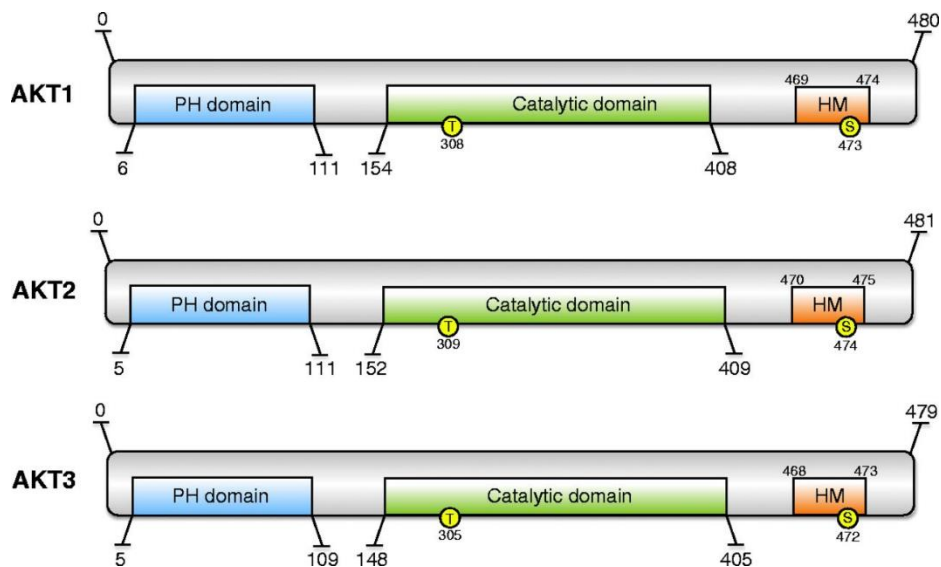 0 480
AKT1
PH domain
Catalytic domain
469 474
HM
T
308
S
473
6 111 154 408
0 481
AKT2
PH domain
Catalytic domain
470 475
HM
T
309
S
474
5 111 152 409
0 479
AKT3
PH domain
Catalytic domain
468 473
HM
T
305
S
472
5 109 148 405